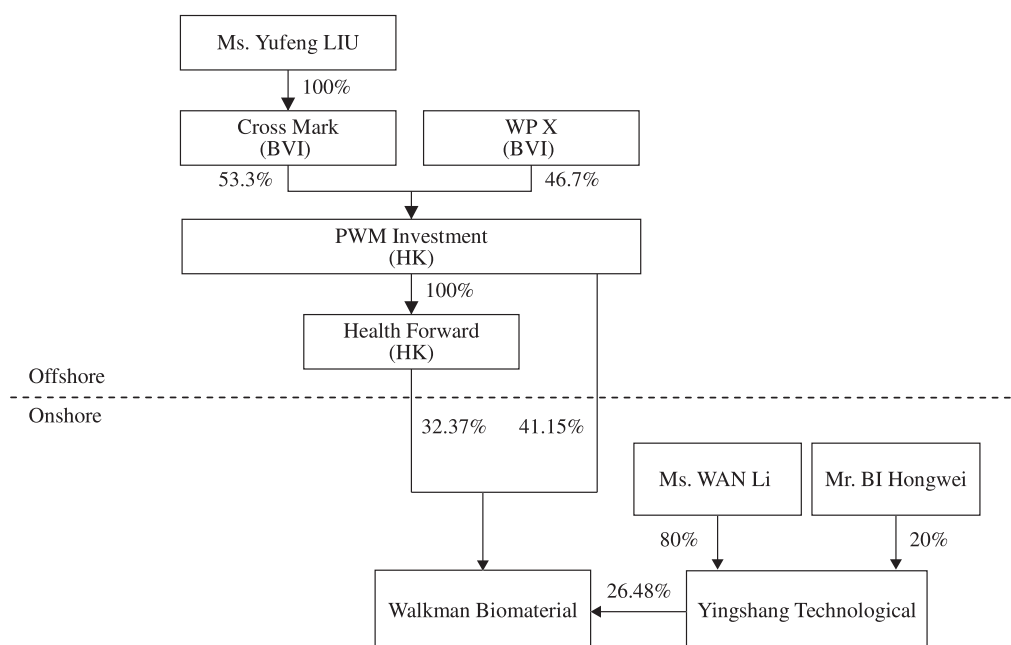 Ms. Yufeng LIU
100%
Cross Mark
(BVI)
WP X
(BVI)
53.3%
46.7%
PWM Investment
(HK)
100%
Health Forward
(HK)
Offshore
Onshore
32.37%
41.15%
Ms. WAN Li
Mr. BI Hongwei
80%
20%
26.48%
Walkman Biomaterial
Yingshang Technological